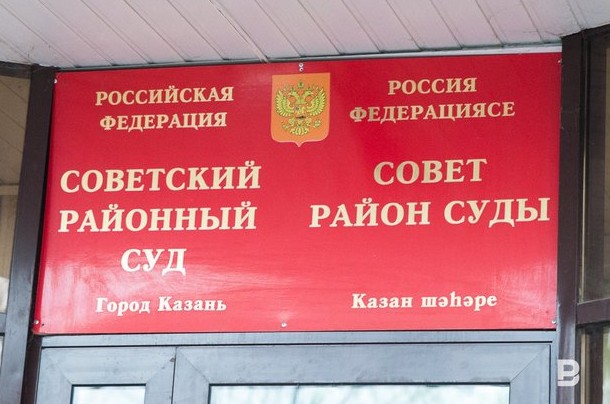 РОССИЙСКАЯ
ФЕДЕРАЦИЯ
СОВЕТСКИЙ
РАЙОННЫЙ
СУД
Город Казань
РОССИЯ
ФЕДЕРАЦИЯСЕ
СОВЕТ
РАЙОН СУДЫ
Казан шәһәре
B